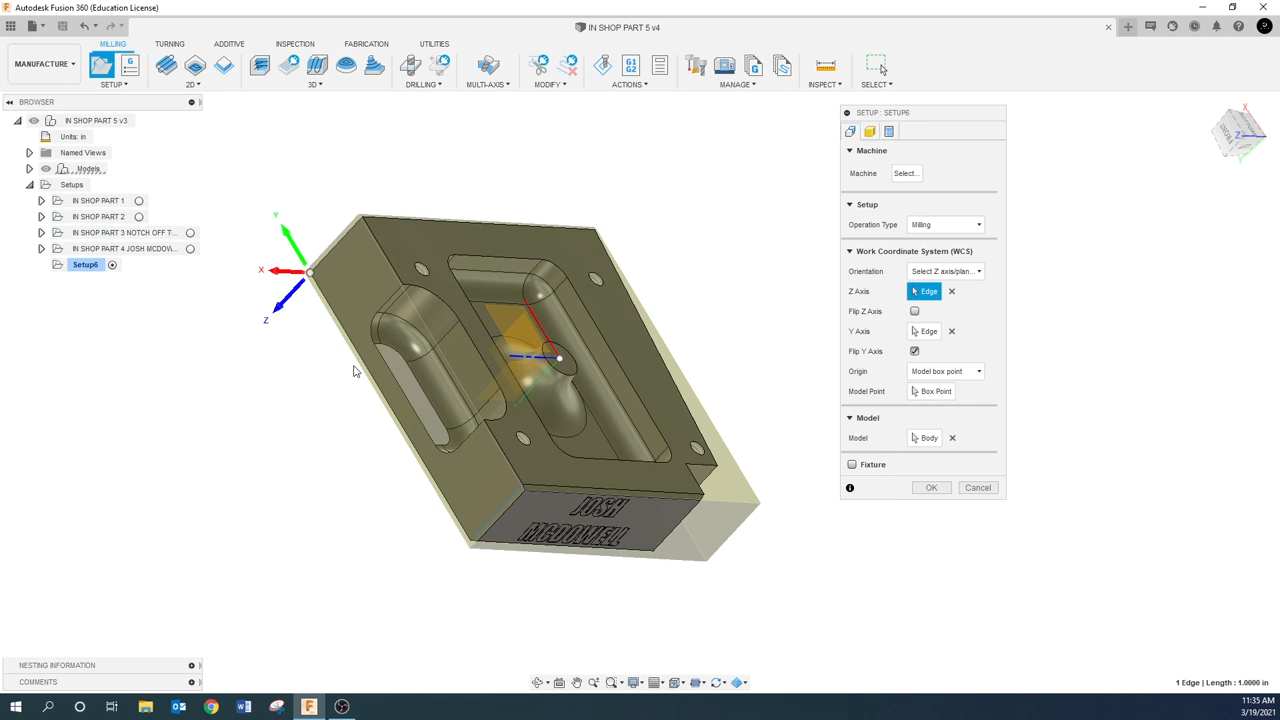 Autodesk Fusion 360 (Education License)
IN SHOP PART 5 v4
MANUFACTURE
MILLING
TURNING
ADDITIVE
INSPECTION
FABRICATION
UTILITIES
G1
G2
SETUP
2D
3D
DRILLING
MULTI-AXIS
MODIFY
ACTIONS
MANAGE
INSPECT
SELECT
BROWSER
IN SHOP PART 5 v3
Units: in
Named Views
Models
Setups
IN SHOP PART 1
IN SHOP PART 2
IN SHOP PART 3 NOTCH OFF T...
IN SHOP PART 4 JOSH MCDOW...
Setup6
Y
X
Z
JOSH
MCDOWELL
X
Z
Y
FRONT
SETUP : SETUP6
Machine
Machine Select...
Setup
Operation Type Milling
Work Coordinate System (WCS)
Orientation Select Z axis/plan...
Z Axis Edge
Flip Z Axis
Y Axis Edge
Flip Y Axis
Origin Model box point
Model Point Box Point
Model
Model Body
Fixture
OK Cancel
NESTING INFORMATION
COMMENTS
1 Edge | Length : 1.0000 in
11:35 AM
3/19/2021